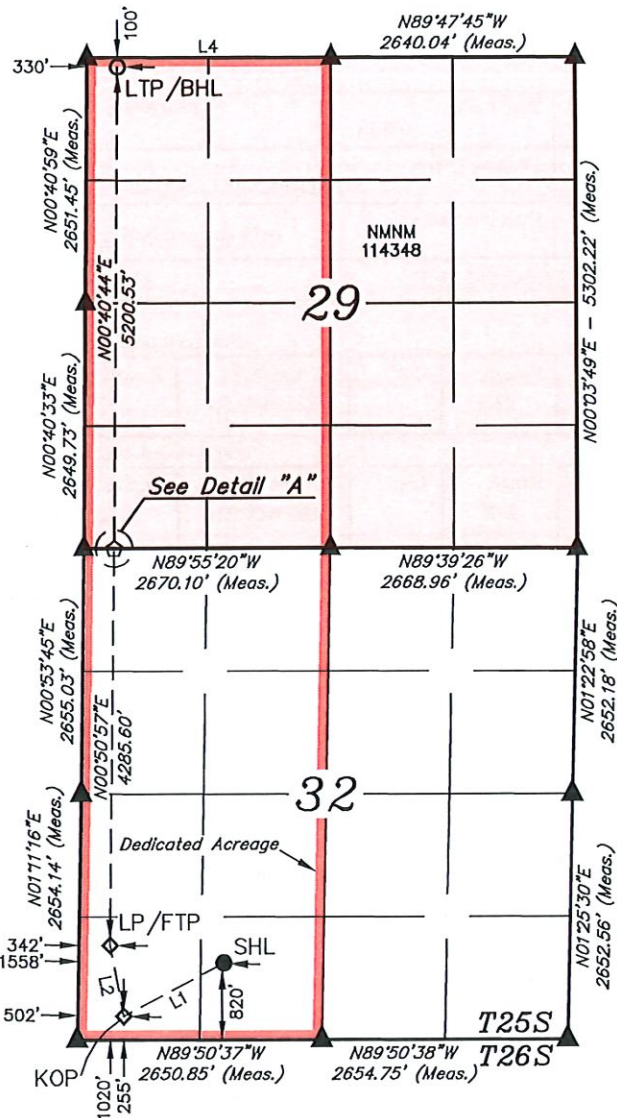 100'
N89°47'45"W
2640.04' (Meas.)
L4
330'
LTP/BHL
N00°40'59"E
2651.45' (Meas.)
NMNM
114348
N00°40'44"E
5200.53'
29
N00°03'49"E – 5302.22' (Meas.)
N00°40'33"E
2649.73' (Meas.)
See Detail "A"
N89°55'20"W
2670.10' (Meas.)
N89°39'26"W
2668.96' (Meas.)
N00°53'45"E
2655.03' (Meas.)
N00°50'57"E
4285.60'
N01°22'58"E
2652.18' (Meas.)
32
N01°11'16"E
2654.14' (Meas.)
Dedicated Acreage
N01°25'30"E
2652.56' (Meas.)
LP/FTP
342'
1558'
SHL
L2
L1
820'
502'
T25S
KOP
1020'
255'
N89°50'37"W
2650.85' (Meas.)
N89°50'38"W
2654.75' (Meas.)
T26S